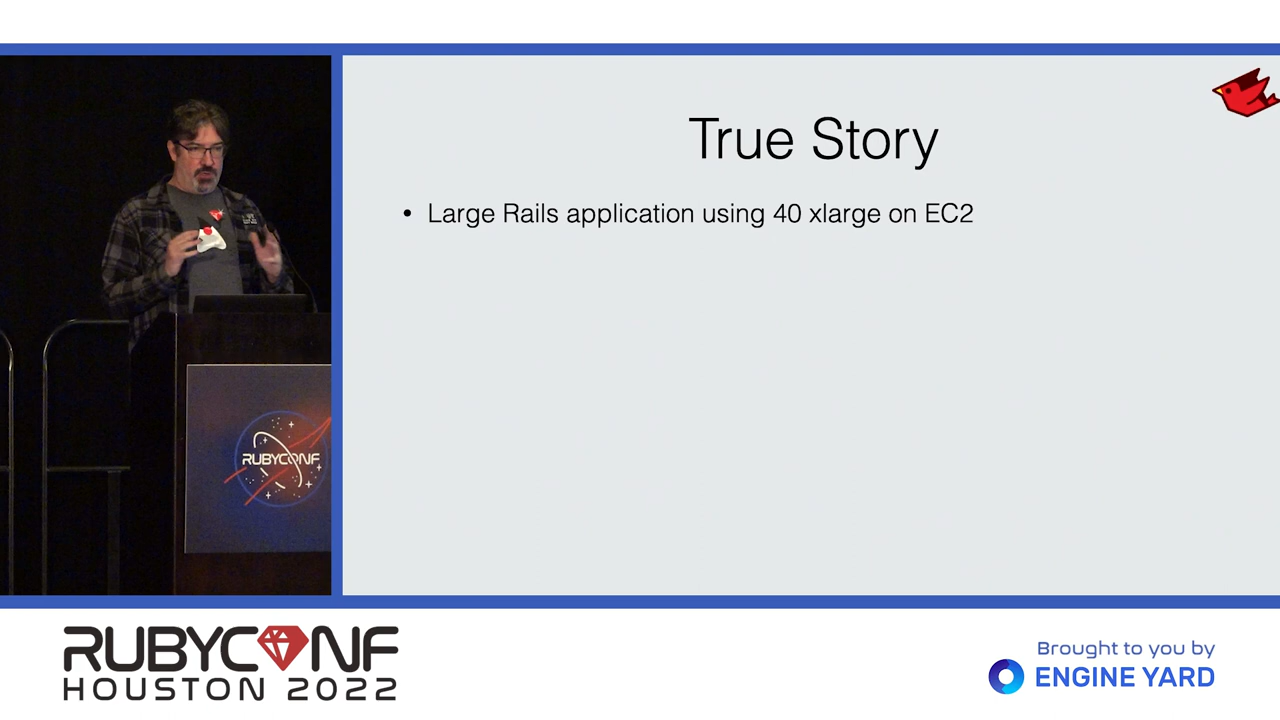 True Story
• Large Rails application using 40 xlarge on EC2
RUBYCONF
RUBYCONF
HOUSTON 2022
Brought to you by
ENGINE YARD